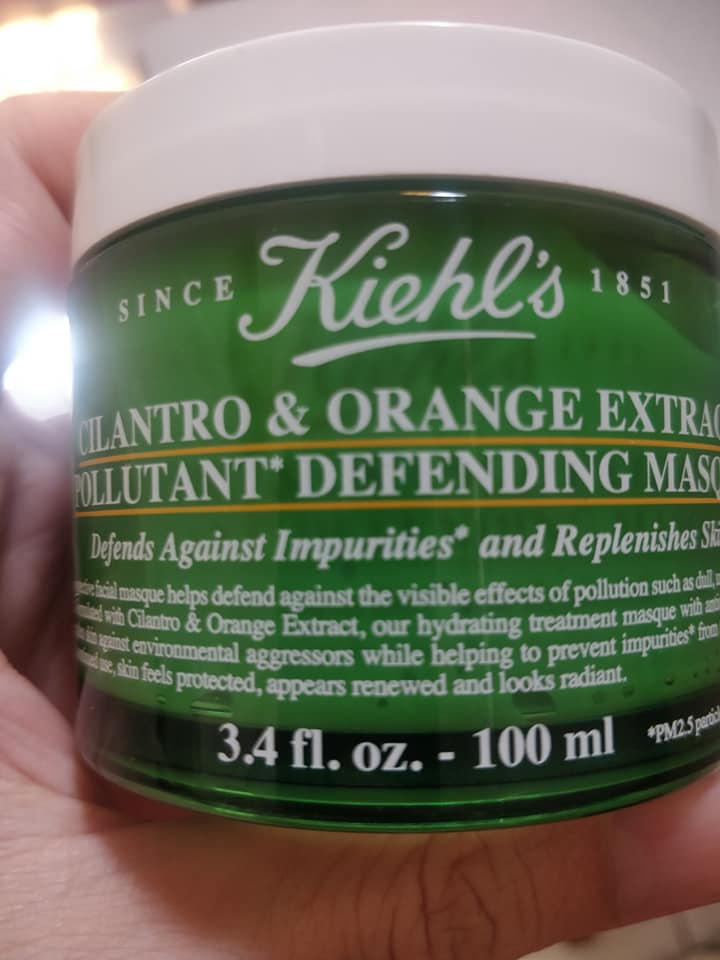 SINCE Kiehl's 1851
CILANTRO & ORANGE EXTRAC
POLLUTANT* DEFENDING MASQ
Defends Against Impurities* and Replenishes Ski
facial masque helps defend against the visible effects of pollution such as dull,
with Cilantro & Orange Extract, our hydrating treatment masque with
skin against environmental aggressors while helping to prevent impurities* from
use, skin feels protected, appears renewed and looks radiant.
3.4 fl. oz. - 100 ml
*PM2.5